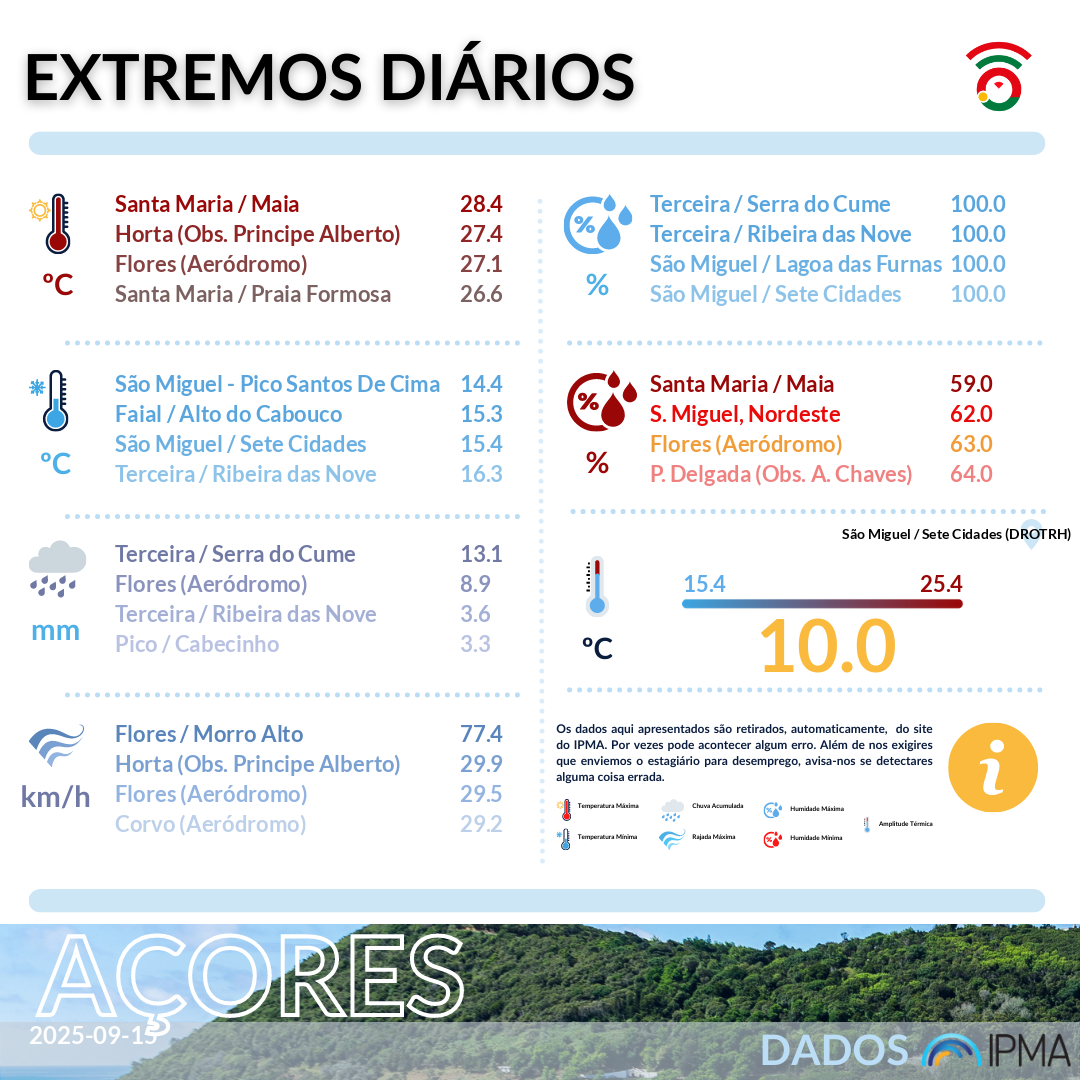 EXTREMOS DIÁRIOS
Santa Maria / Maia 28.4
Horta (Obs. Principe Alberto) 27.4
Flores (Aeródromo) 27.1
Santa Maria / Praia Formosa 26.6
ºC
São Miguel - Pico Santos De Cima 14.4
Faial / Alto do Cabouco 15.3
São Miguel / Sete Cidades 15.4
Terceira / Ribeira das Nove 16.3
ºC
Terceira / Serra do Cume 13.1
Flores (Aeródromo) 8.9
Terceira / Ribeira das Nove 3.6
Pico / Cabecinho 3.3
mm
Flores / Morro Alto 77.4
Horta (Obs. Principe Alberto) 29.9
Flores (Aeródromo) 29.5
Corvo (Aeródromo) 29.2
km/h
%
Terceira / Serra do Cume 100.0
Terceira / Ribeira das Nove 100.0
São Miguel / Lagoa das Furnas 100.0
São Miguel / Sete Cidades 100.0
%
%
Santa Maria / Maia 59.0
S. Miguel, Nordeste 62.0
Flores (Aeródromo) 63.0
P. Delgada (Obs. A. Chaves) 64.0
%
São Miguel / Sete Cidades (DROTRH)
15.4 25.4
ºC
10.0
Os dados aqui apresentados são retirados, automaticamente, do site
do IPMA. Por vezes pode acontecer algum erro. Além de nos exigires
que enviemos o estagiário para desemprego, avisa-nos se detectares
alguma coisa errada.
i
Temperatura Máxima
Chuva Acumulada
Humidade Máxima
Amplitude Térmica
Temperatura Mínima
Rajada Máxima
Humidade Mínima
AÇORES
2025-09-15
DADOS IPMA